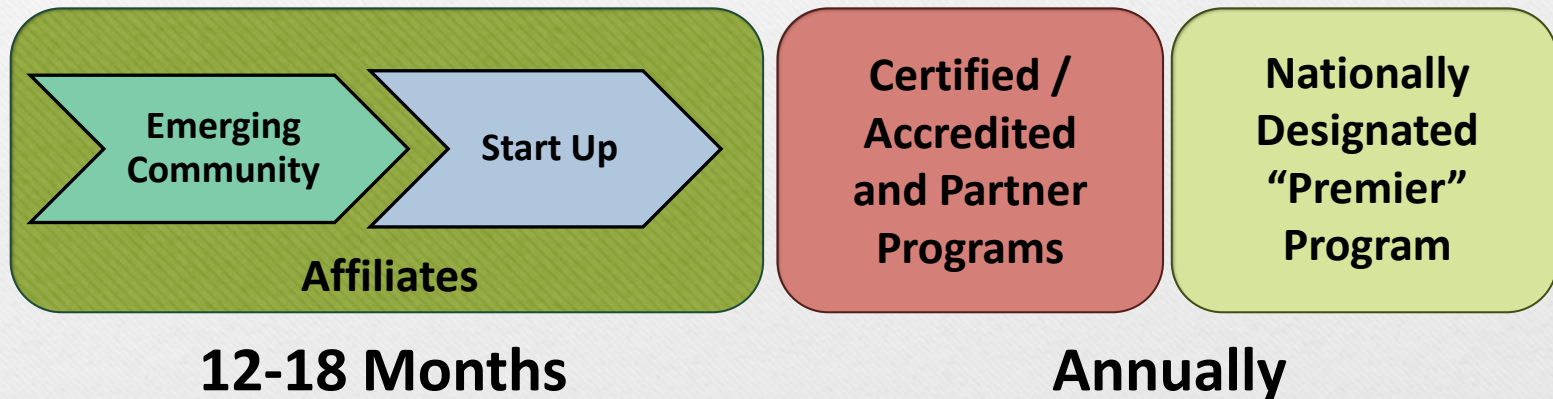 Emerging
Community
Start Up
Affiliates
Certified /
Accredited
and Partner
Programs
Nationally
Designated
“Premier”
Program
12-18 Months
Annually